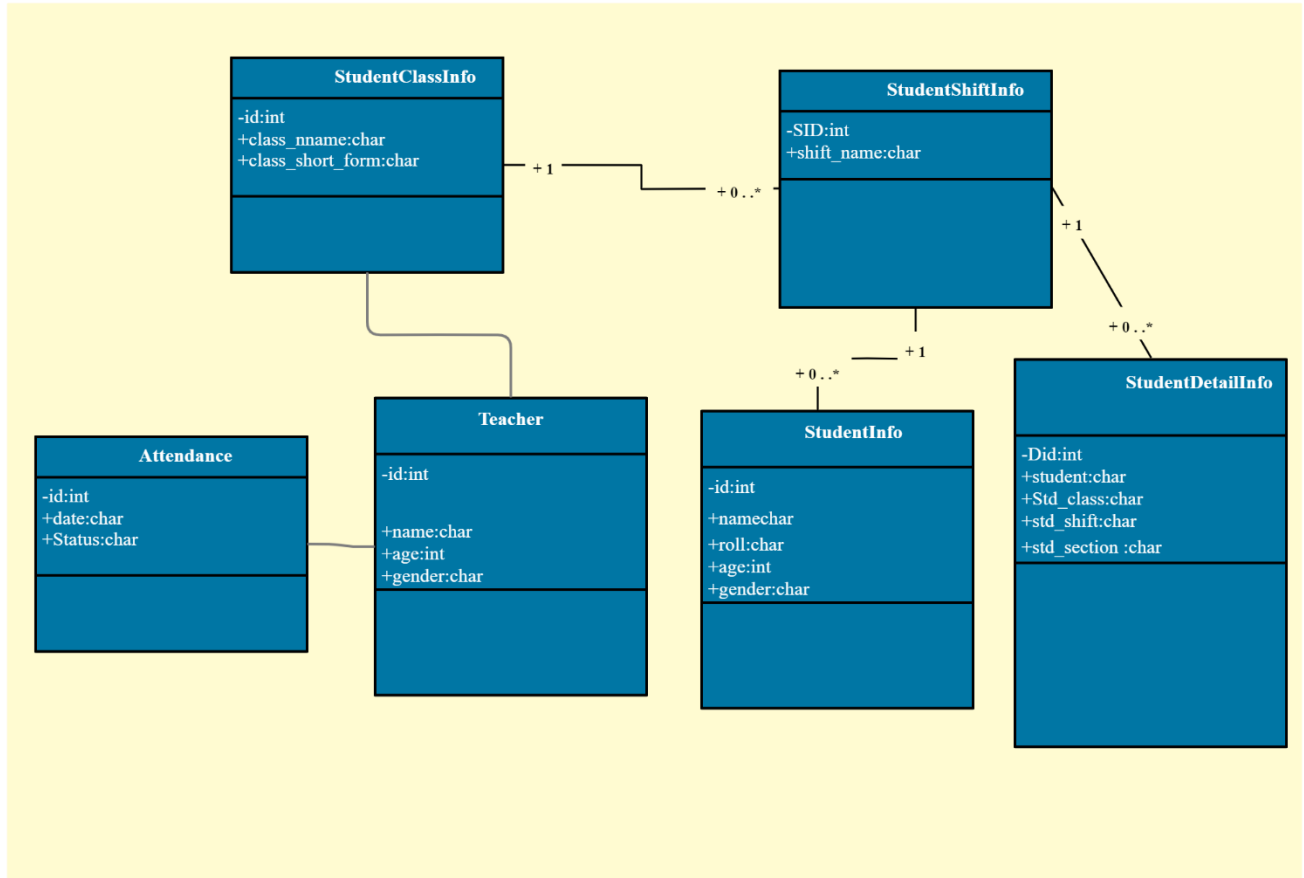 StudentClassInfo
-id:int
+class_nname:char
+class_short_form:char
+ 1
+ 0 . .*
StudentShiftInfo
-SID:int
+shift_name:char
+ 1
+ 0 . .*
+ 1
+ 0 . .*
Attendance
-id:int
+date:char
+Status:char
Teacher
-id:int
+name:char
+age:int
+gender:char
StudentInfo
-id:int
+namechar
+roll:char
+age:int
+gender:char
StudentDetailInfo
-Did:int
+student:char
+Std_class:char
+std_shift:char
+std_section :char